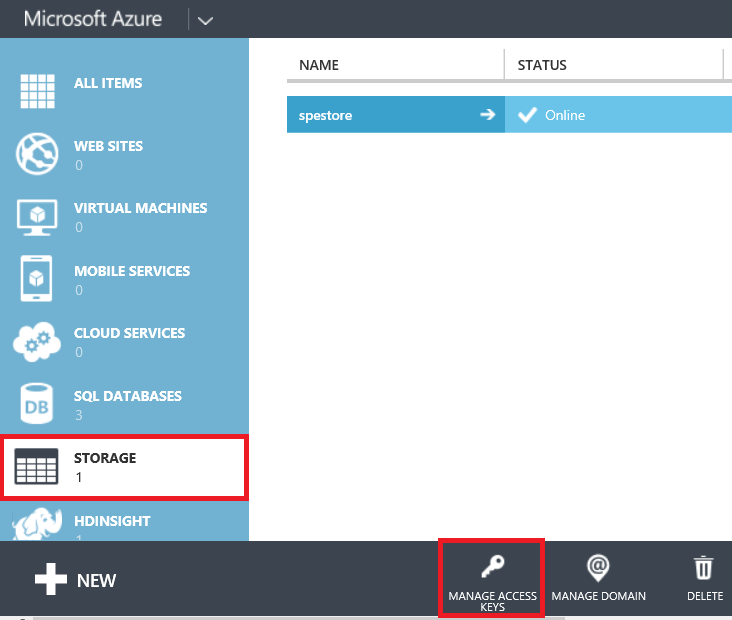 Microsoft Azure
ALL ITEMS
WEB SITES
0
VIRTUAL MACHINES
0
MOBILE SERVICES
0
CLOUD SERVICES
0
SQL DATABASES
3
DB
STORAGE
1
HDINSIGHT
1
NAME STATUS
spestore Online
NEW
MANAGE ACCESS
KEYS
MANAGE DOMAIN
DELETE